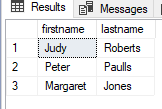 Results Messages
firstname lastname
1 Judy Roberts
2 Peter Paulls
3 Margaret Jones